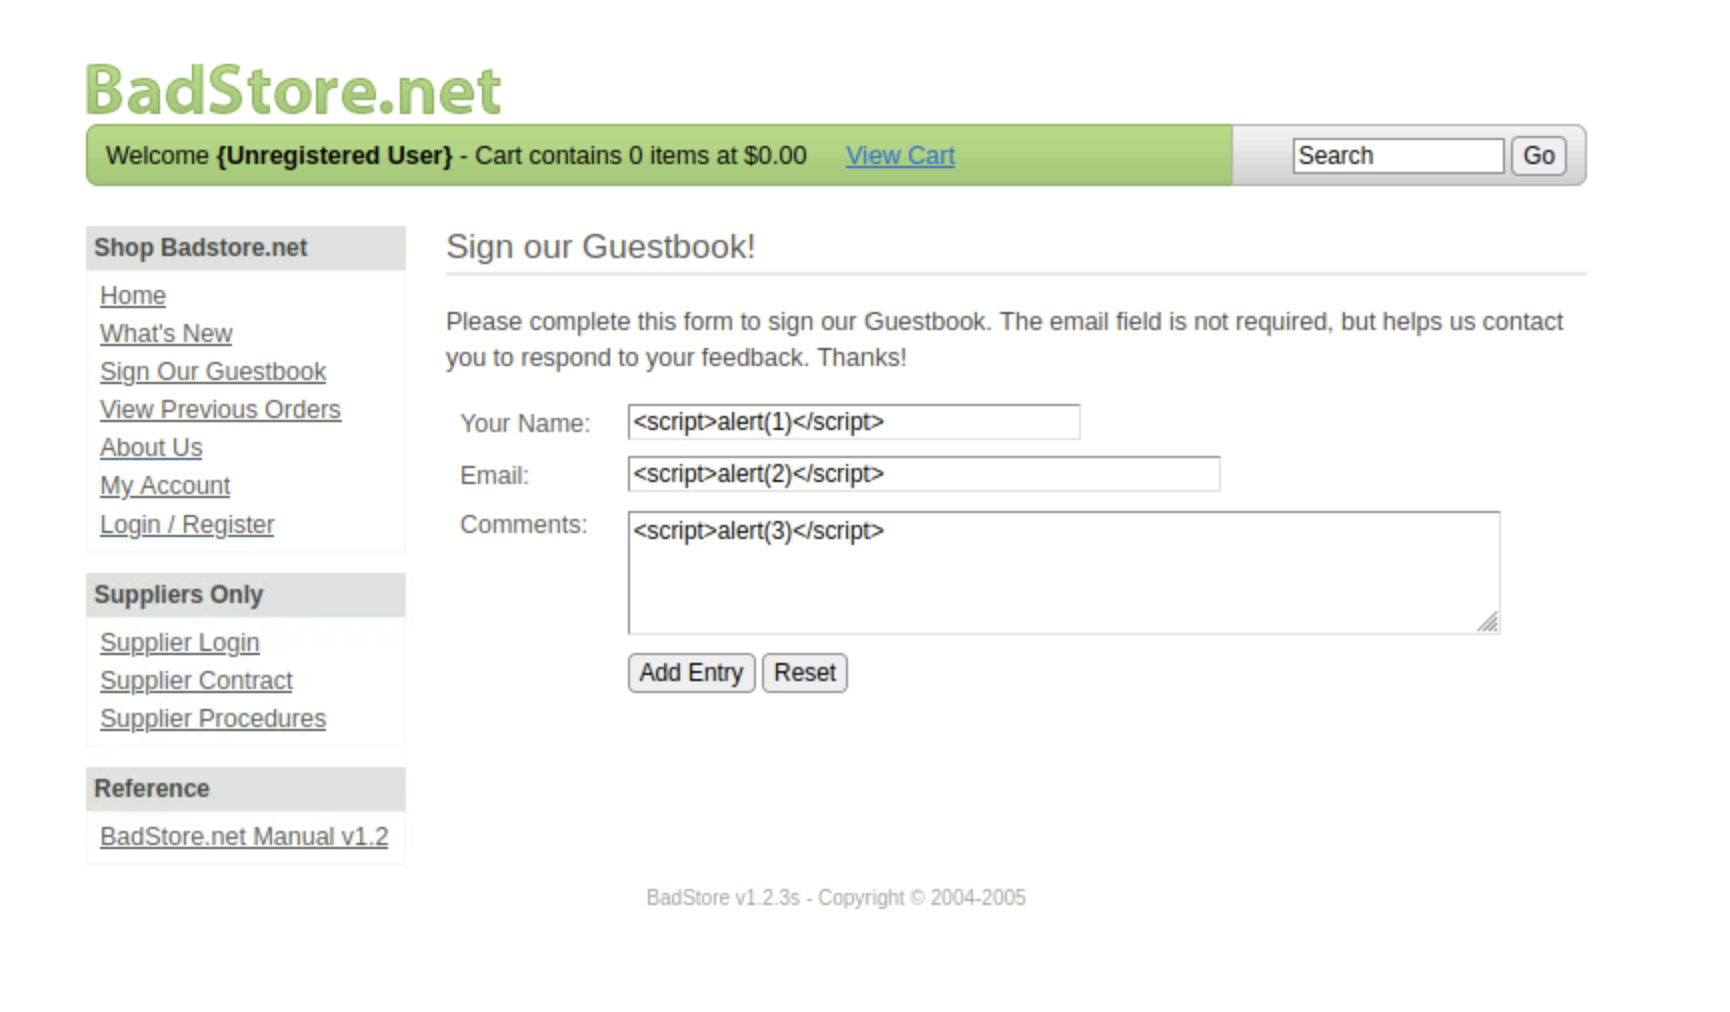 BadStore.net
Welcome {Unregistered User} - Cart contains 0 items at $0.00 View Cart Search Go
Shop Badstore.net
Home
What's New
Sign Our Guestbook
View Previous Orders
About Us
My Account
Login / Register
Suppliers Only
Supplier Login
Supplier Contract
Supplier Procedures
Reference
BadStore.net Manual v1.2
Sign our Guestbook!
Please complete this form to sign our Guestbook. The email field is not required, but helps us contact
you to respond to your feedback. Thanks!
Your Name: <script>alert(1)</script>
Email: <script>alert(2)</script>
Comments: <script>alert(3)</script>
Add Entry Reset
BadStore v1.2.3s - Copyright © 2004-2005